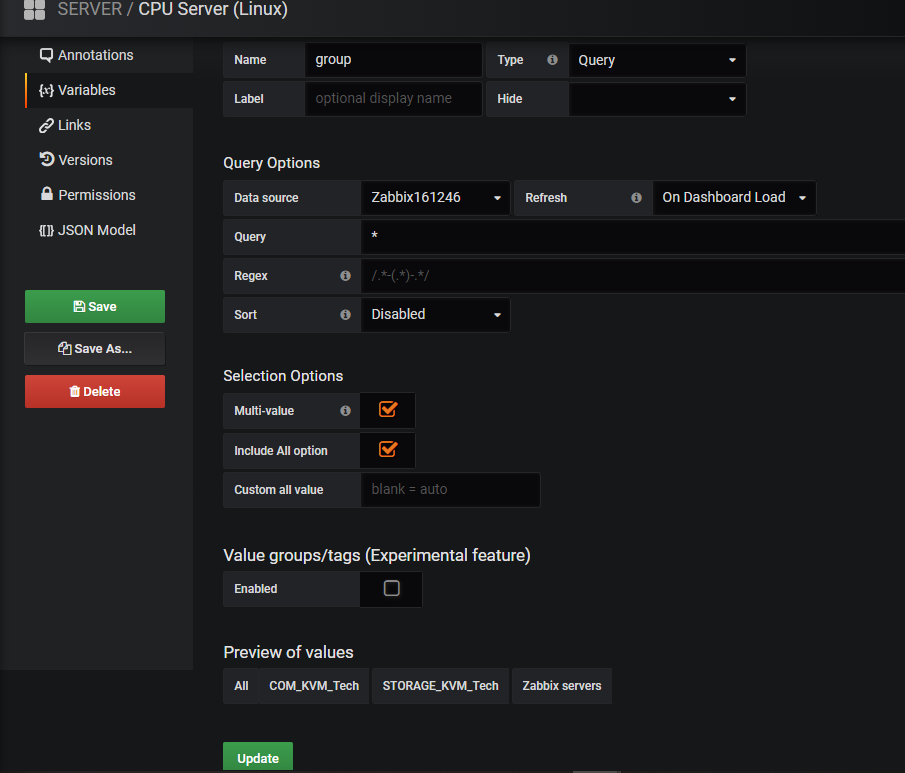 SERVER / CPU Server (Linux)
Annotations
Variables
Links
Versions
Permissions
JSON Model
Save
Save As...
Delete
Name group Type Query
Label optional display name Hide
Query Options
Data source Zabbix161246 Refresh On Dashboard Load
Query *
Regex /.*-(.*)-.*/
Sort Disabled
Selection Options
Multi-value
Include All option
Custom all value blank = auto
Value groups/tags (Experimental feature)
Enabled
Preview of values
All COM_KVM_Tech STORAGE_KVM_Tech Zabbix servers
Update